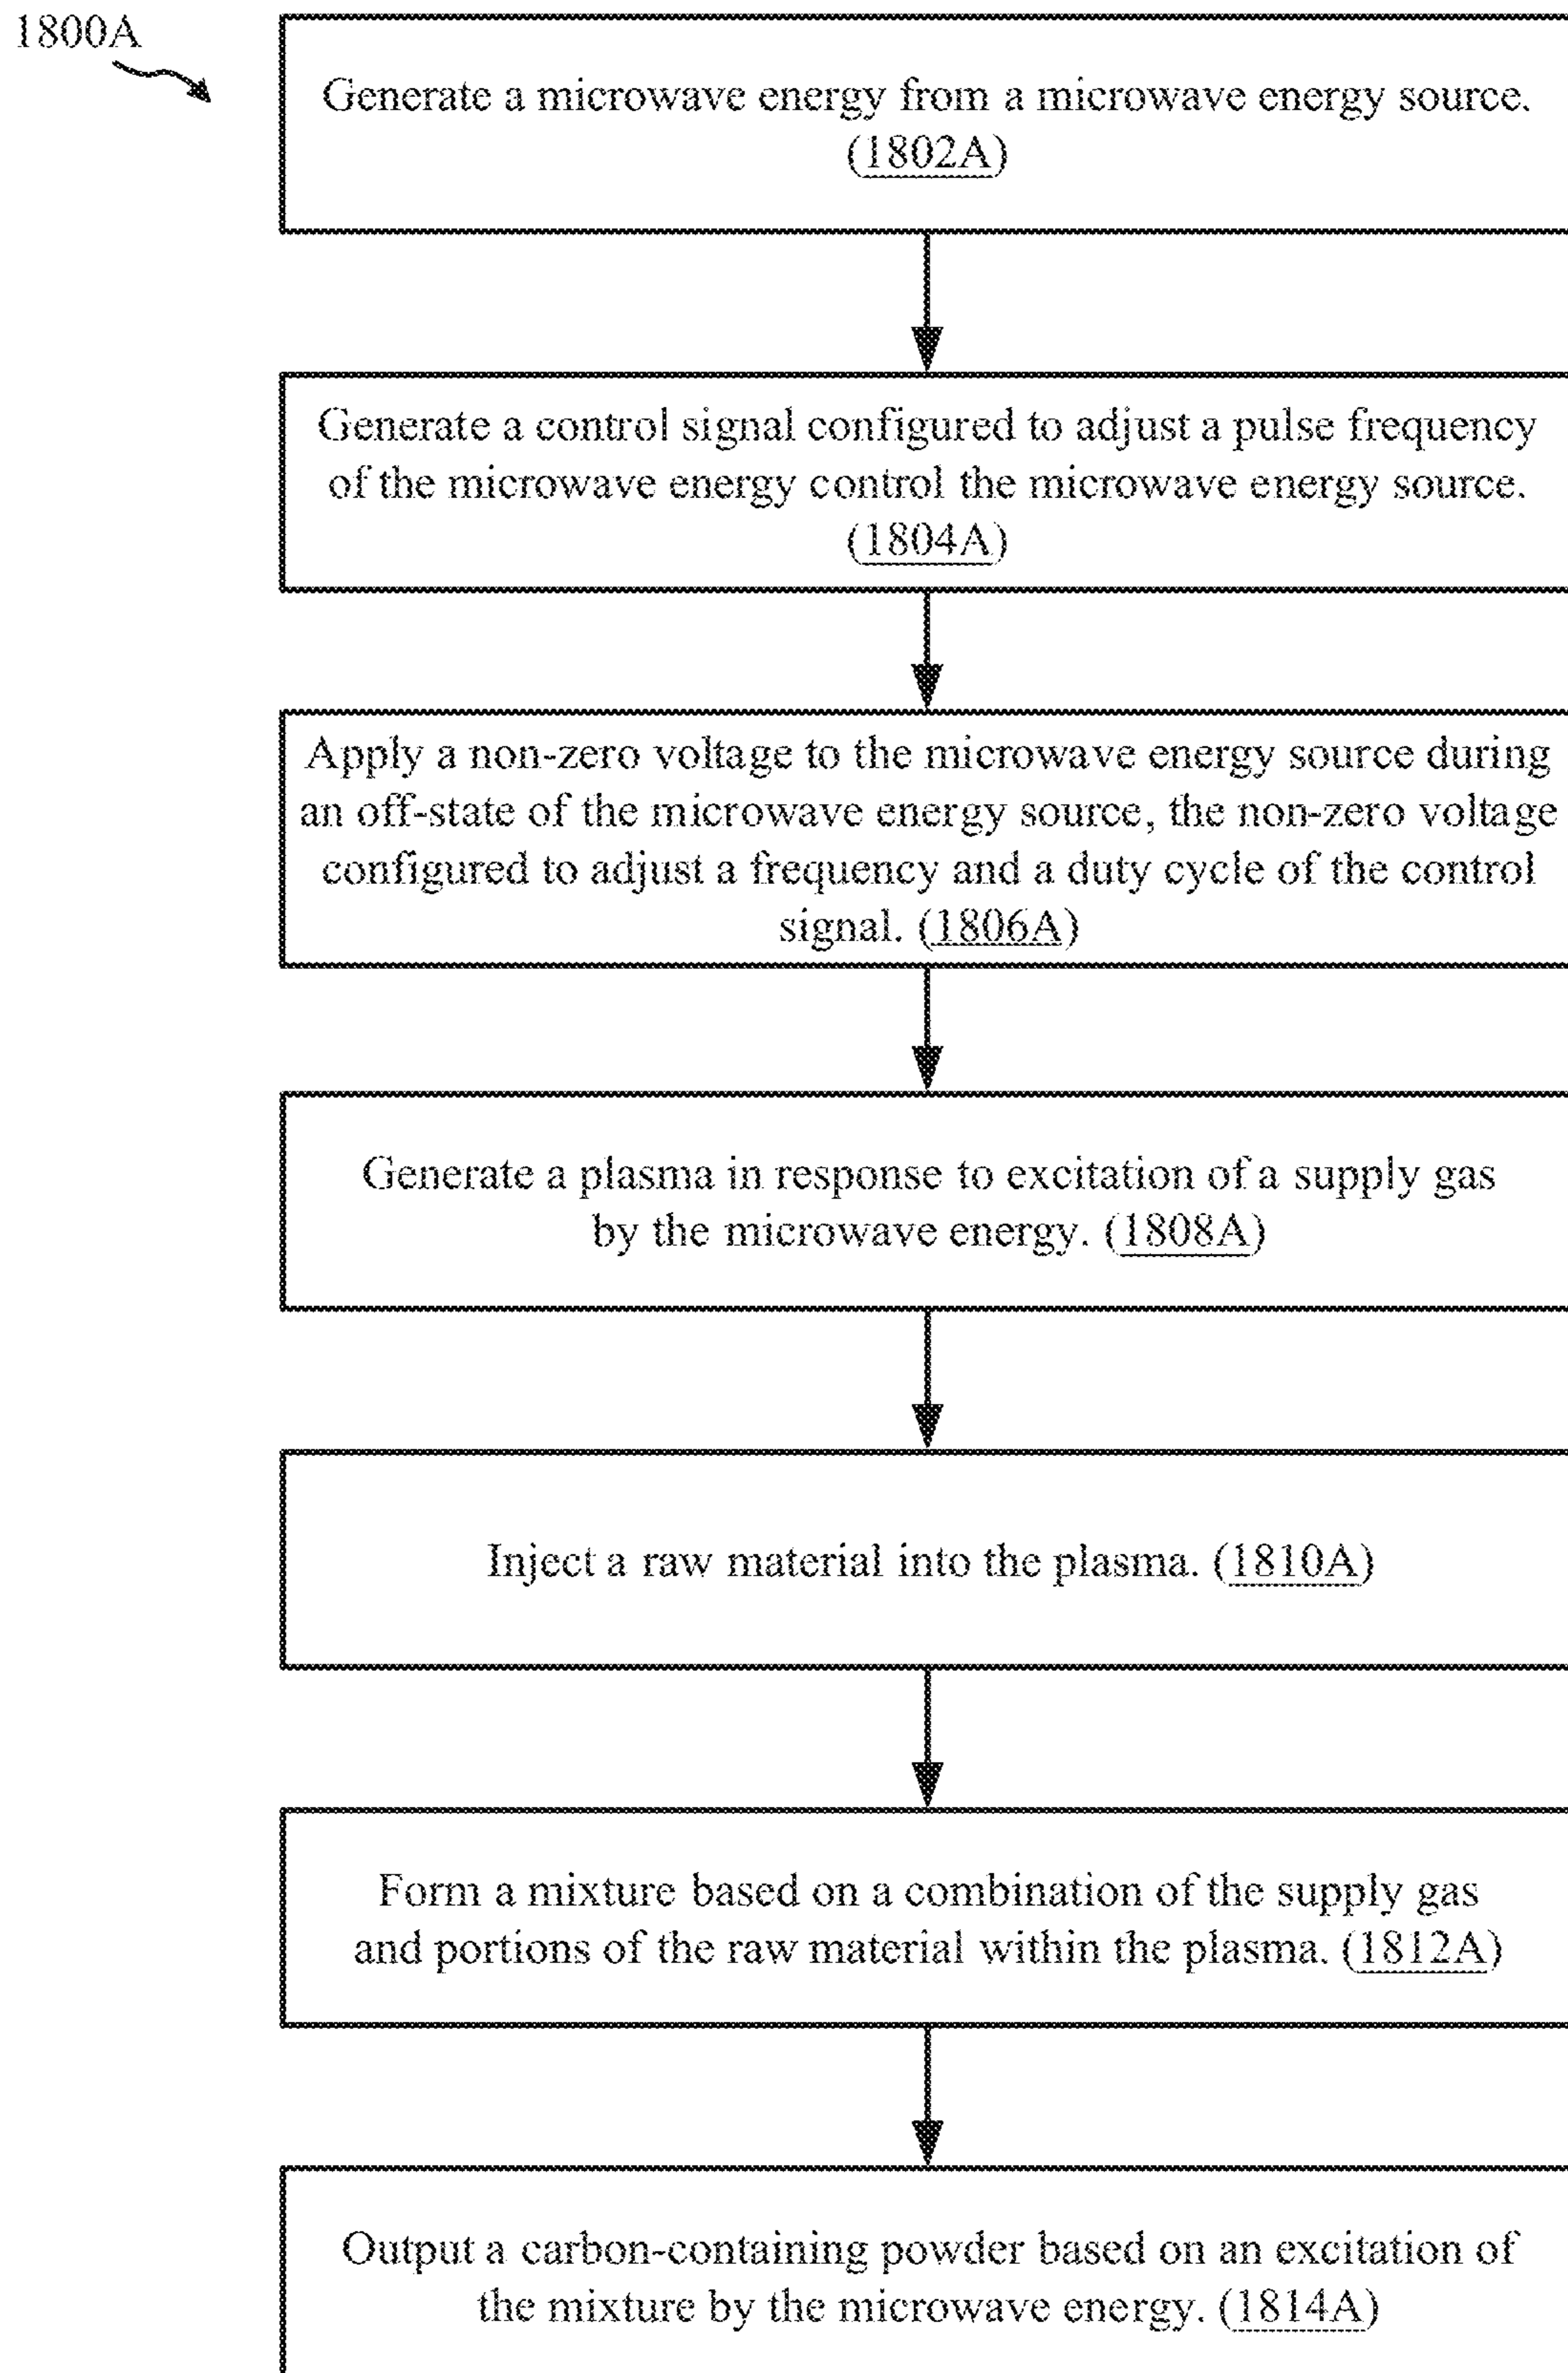 1800A
Generate a microwave energy from a microwave energy source.
(1802A)
Generate a control signal configured to adjust a pulse frequency
of the microwave energy control the microwave energy source.
(1804A)
Apply a non-zero voltage to the microwave energy source during
an off-state of the microwave energy source, the non-zero voltage
configured to adjust a frequency and a duty cycle of the control
signal. (1806A)
Generate a plasma in response to excitation of a supply gas
by the microwave energy. (1808A)
Inject a raw material into the plasma. (1810A)
Form a mixture based on a combination of the supply gas
and portions of the raw material within the plasma. (1812A)
Output a carbon-containing powder based on an excitation of
the mixture by the microwave energy. (1814A)